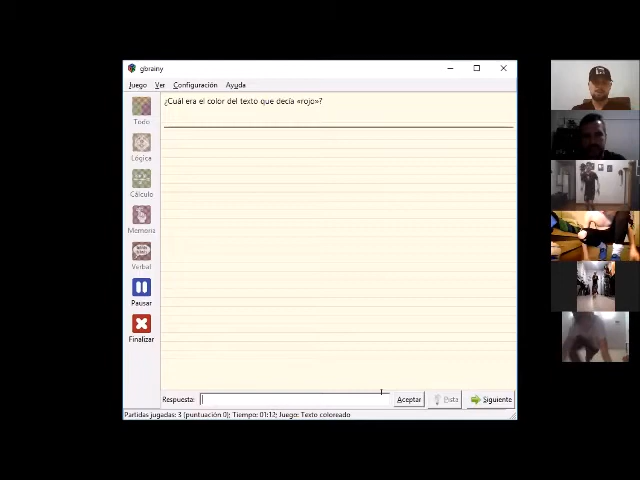 gbrainy
Juego Ver Configuración Ayuda
¿Cuál era el color del texto que decía «rojo»?
Todo
Lógica
Cálculo
Memoria
Verbal
Pausar
Finalizar
Respuesta:
Aceptar
Pista
Siguiente
Partidas jugadas: 3 [puntuación 0]; Tiempo: 01:12; Juego: Texto coloreado